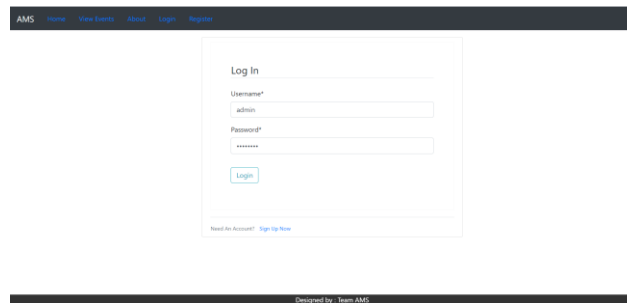 AMS Home View Events About Login Register
Log In
Username*
admin
Password*
••••••••
Login
Need An Account? Sign Up Now
Designed by : Team AMS